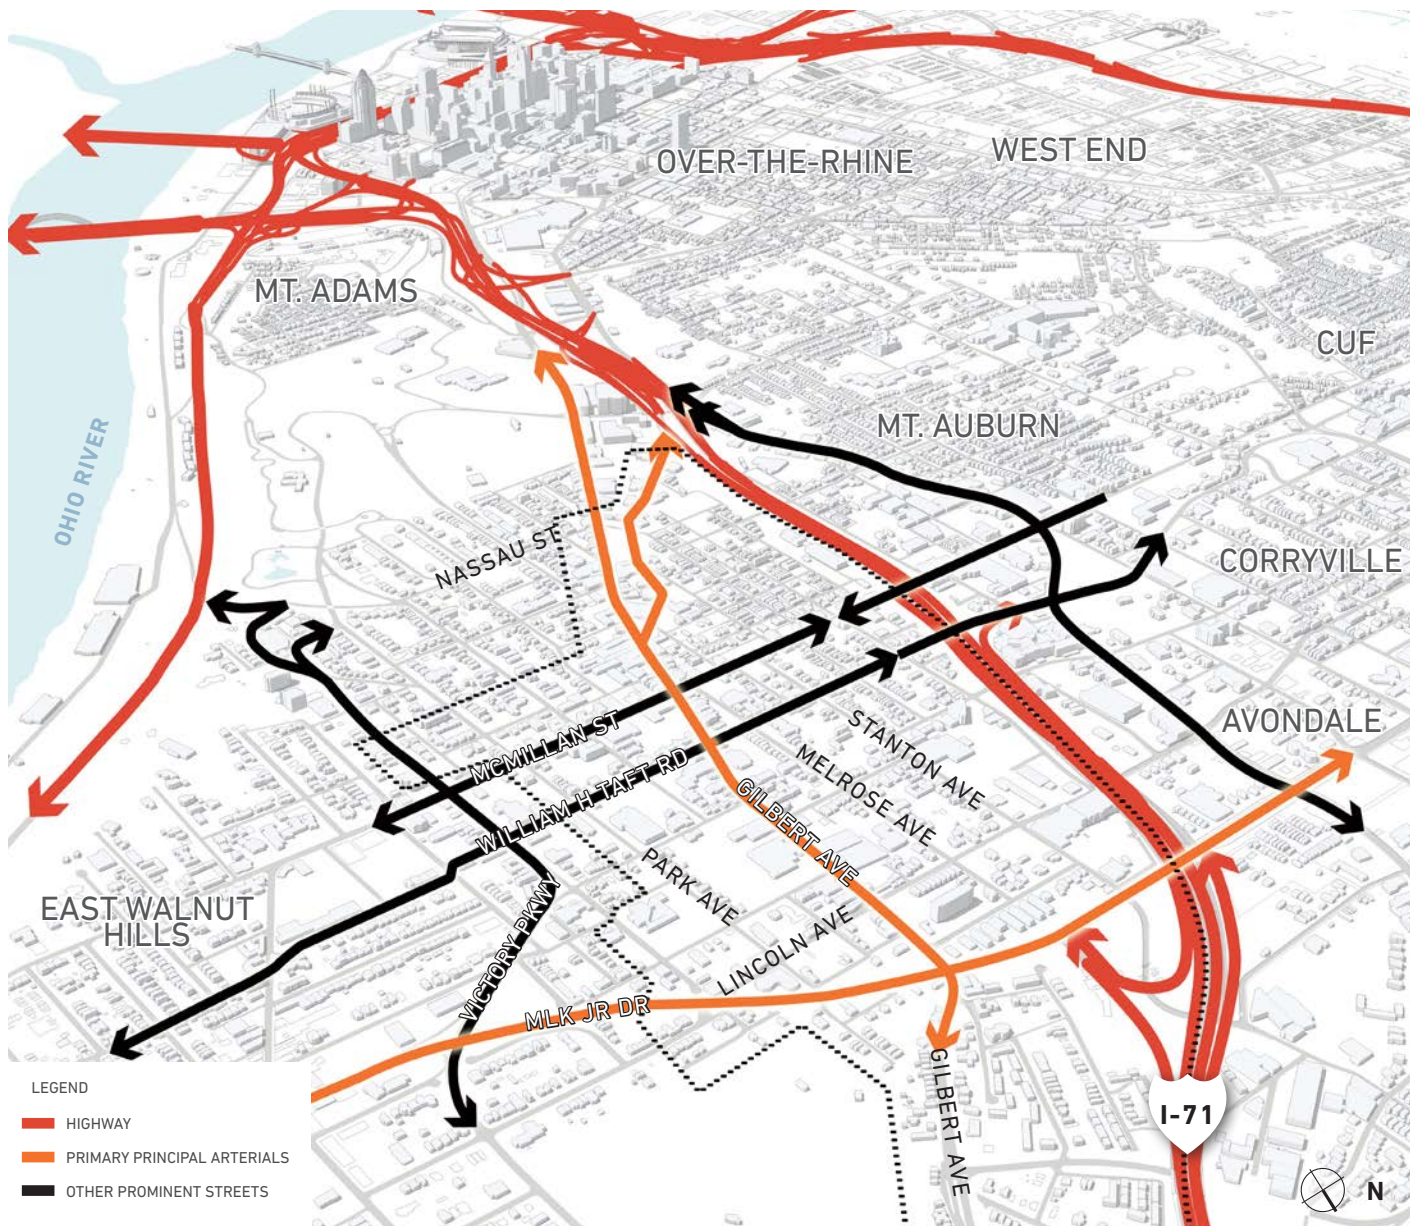 WEST END
OVER-THE-RHINE
MT. ADAMS
CUF
MT. AUBURN
OHIO RIVER
NASSAU ST
CORRYVILLE
AVONDALE
MCMILLAN ST
STANTON AVE
WILLIAM H TAFT RD
MELROSE AVE
GILBERT AVE
PARK AVE
EAST WALNUT
HILLS
LINCOLN AVE
VICTORY PKWY
MLK JR DR
GILBERT AVE
I-71
LEGEND
HIGHWAY
PRIMARY PRINCIPAL ARTERIALS
OTHER PROMINENT STREETS
N